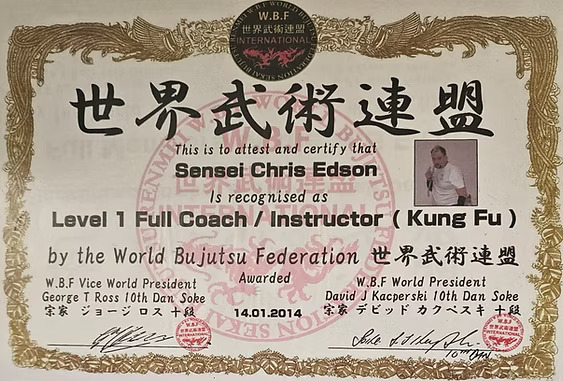 W.B.F
世界武術連盟
INTERNATIONAL
世界武術連盟
This is to attest and certify that
Sensei Chris Edson
Is recognised as
Level 1 Full Coach / Instructor ( Kung Fu )
by the World Bujutsu Federation 世界武術連盟
Awarded
W.B.F Vice World President
George T Ross 10th Dan Soke
宗家 ジョージ ロス 十段
14.01.2014
W.B.F World President
David J Kacperski 10th Dan Soke
宗家 デビッド カクペスキ 十段